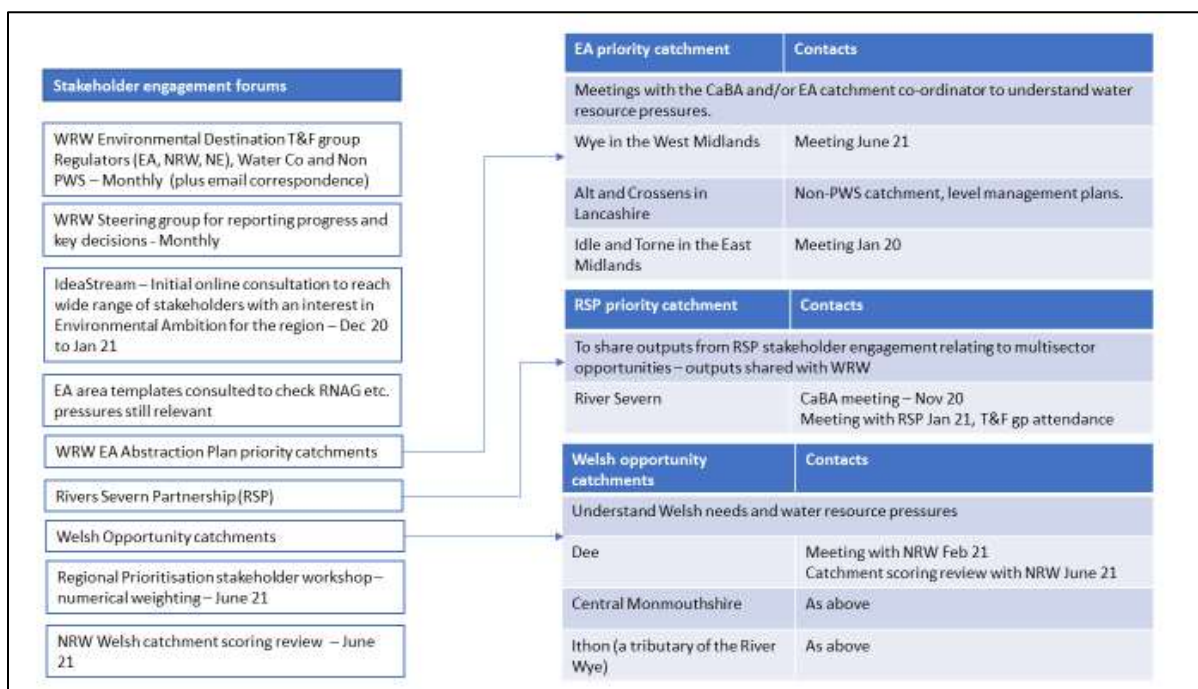 Stakeholder engagement forums
WRW Environmental Destination T&F group
Regulators (EA, NRW, NE), Water Co and Non
PWS – Monthly (plus email correspondence)
WRW Steering group for reporting progress and
key decisions - Monthly
IdeaStream – Initial online consultation to reach
wide range of stakeholders with an interest in
Environmental Ambition for the region – Dec 20
to Jan 21
EA area templates consulted to check RNAG etc.
pressures still relevant
WRW EA Abstraction Plan priority catchments
Rivers Severn Partnership (RSP)
Welsh Opportunity catchments
Regional Prioritisation stakeholder workshop –
numerical weighting – June 21
NRW Welsh catchment scoring review – June
21
EA priority catchment
Contacts
Meetings with the CaBA and/or EA catchment co-ordinator to understand water
resource pressures.
Wye in the West Midlands
Meeting June 21
Alt and Crossens in
Lancashire
Non-PWS catchment, level management plans.
Idle and Torne in the East
Midlands
Meeting Jan 20
RSP priority catchment
Contacts
To share outputs from RSP stakeholder engagement relating to multisector
opportunities – outputs shared with WRW
River Severn
CaBA meeting – Nov 20
Meeting with RSP Jan 21, T&F gp attendance
Welsh opportunity
catchments
Contacts
Understand Welsh needs and water resource pressures
Dee
Meeting with NRW Feb 21
Catchment scoring review with NRW June 21
Central Monmouthshire
As above
Ithon (a tributary of the River
Wye)
As above